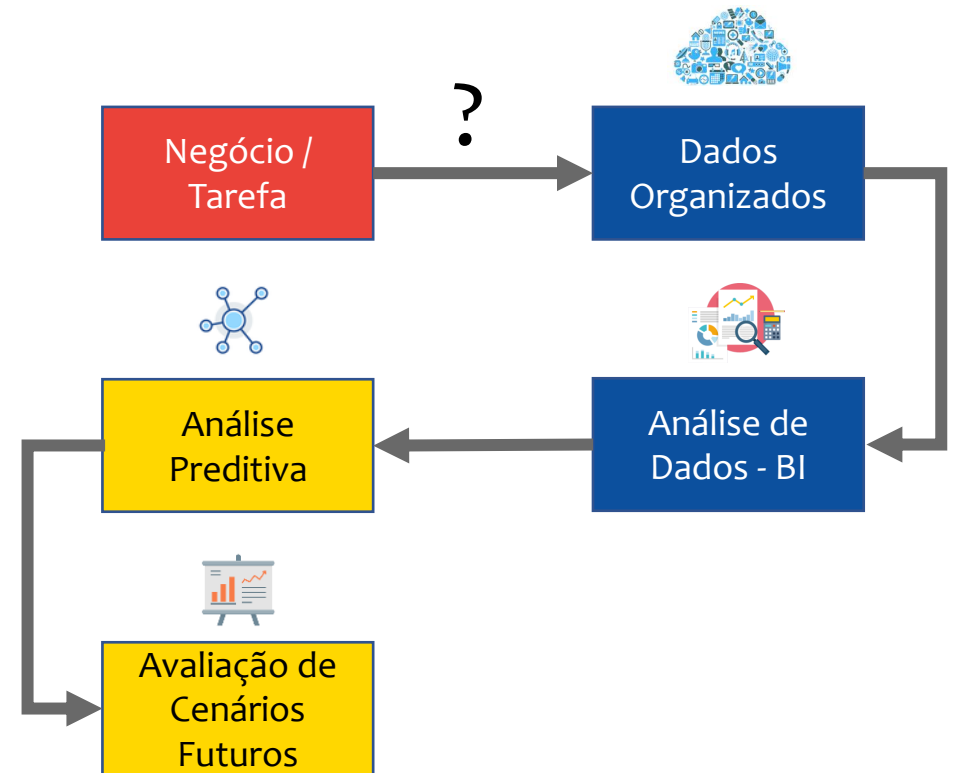 ?
Negócio /
Tarefa
Dados
Organizados
Análise
Preditiva
Análise de
Dados - BI
Avaliação de
Cenários
Futuros